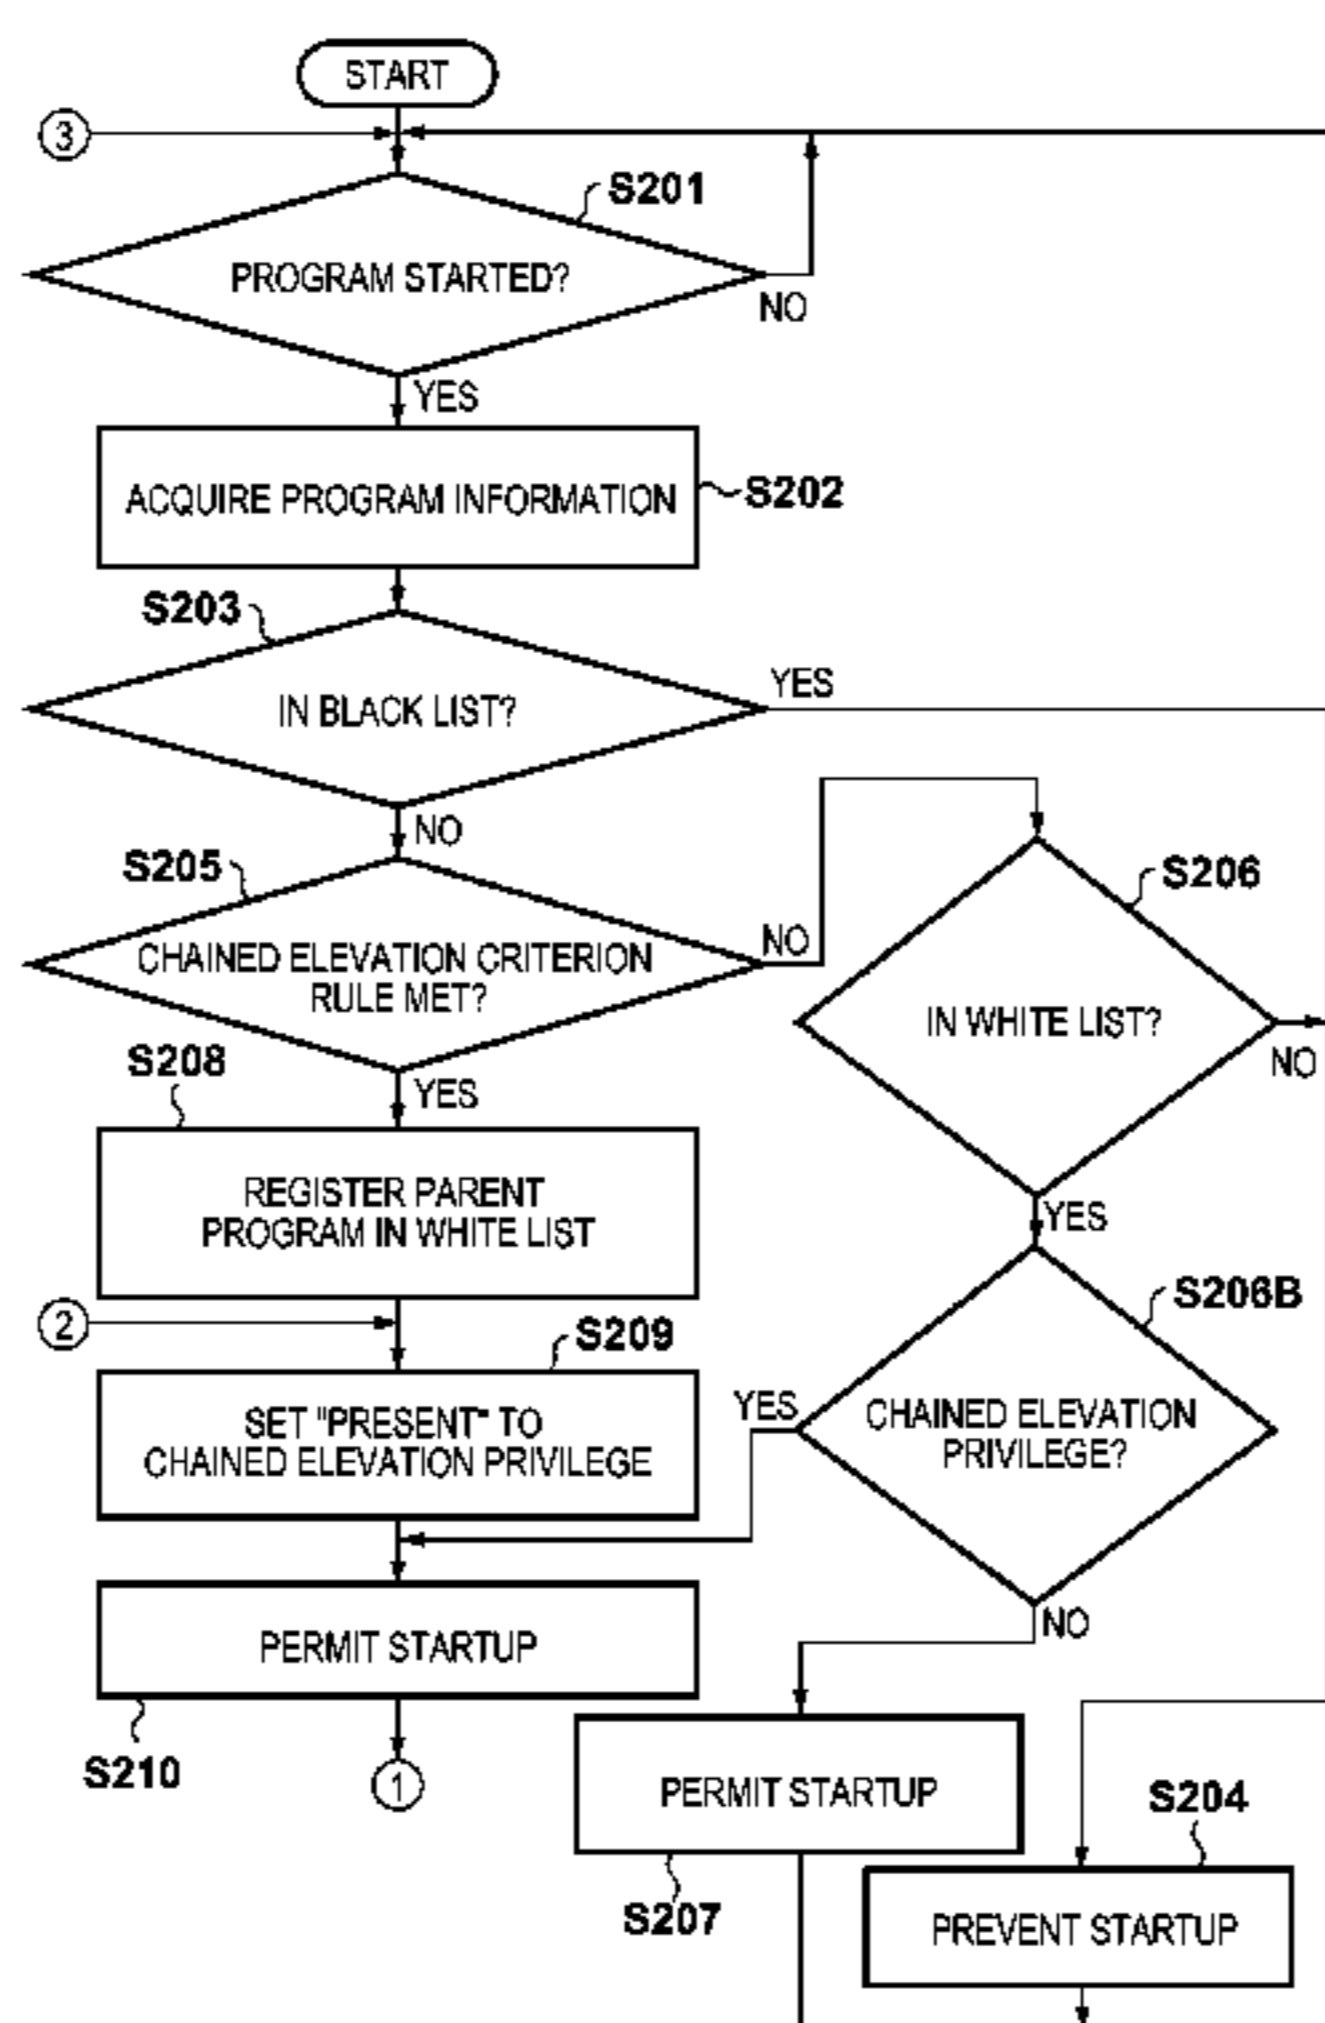 START
3
S201
PROGRAM STARTED?
NO
YES
ACQUIRE PROGRAM INFORMATION
S202
S203
IN BLACK LIST?
YES
NO
S205
CHAINED ELEVATION CRITERION
RULE MET?
NO
S206
IN WHITE LIST?
NO
S208
YES
REGISTER PARENT
PROGRAM IN WHITE LIST
YES
2
S209
S206B
SET "PRESENT" TO
CHAINED ELEVATION PRIVILEGE
YES
CHAINED ELEVATION
PRIVILEGE?
NO
PERMIT STARTUP
S210
1
PERMIT STARTUP
S207
S204
PREVENT STARTUP